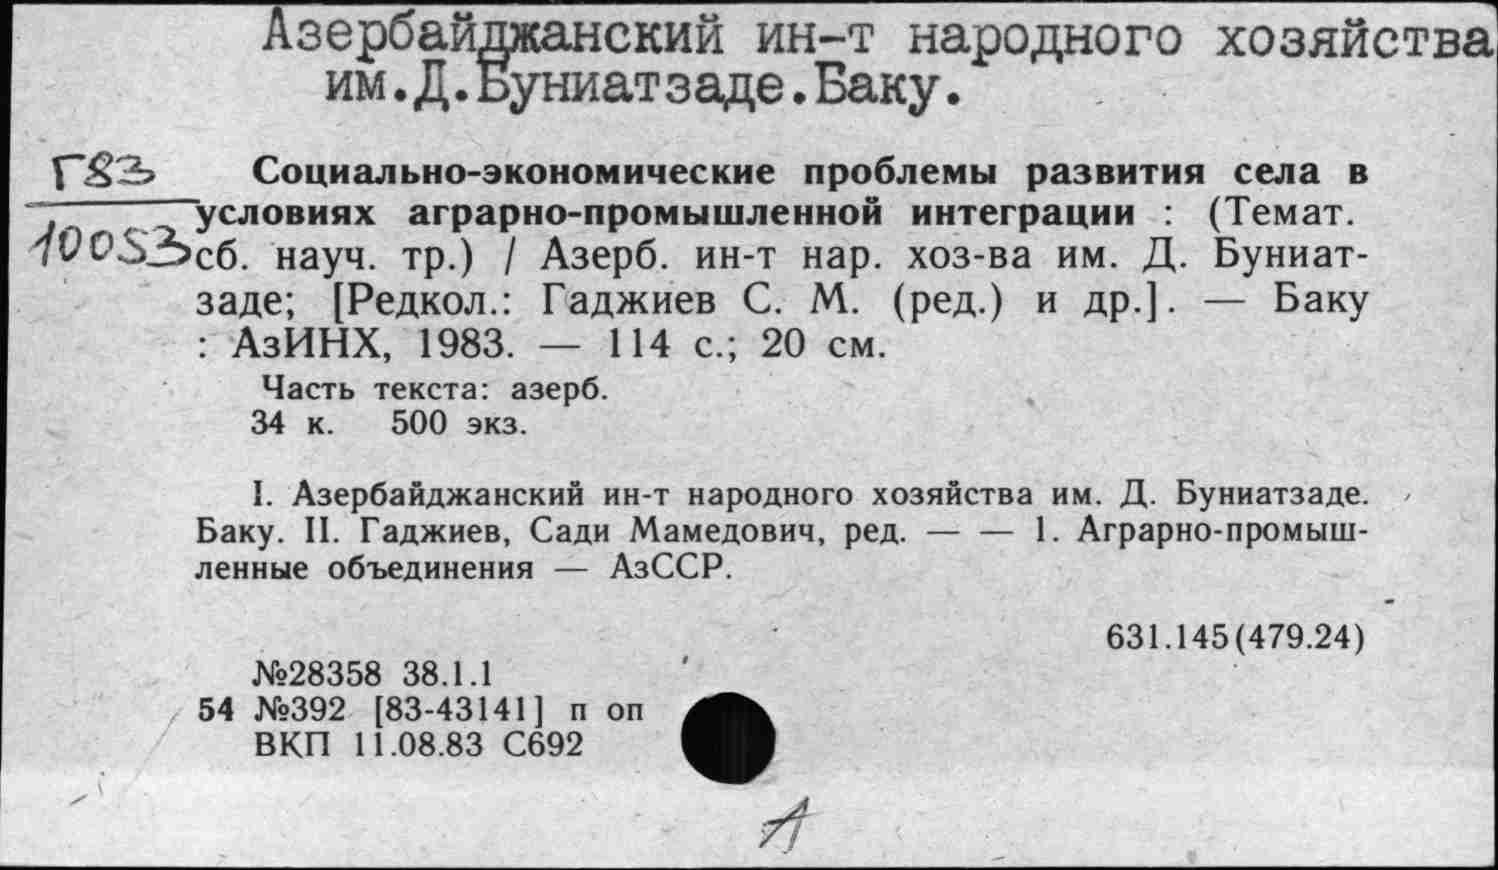 Азербайджанский ин-т народного хозяйства
им.Д.Буниатзаде.Баку.
Г83
10053
Социально-экономические проблемы развития села в
условиях аграрно-промышленной интеграции : (Темат.
сб. науч. тр.) / Азерб. ин-т нар. хоз-ва им. Д. Буниат-
заде; [Редкол.: Гаджиев С. М. (ред.) и др.]. — Баку
: АзИНХ, 1983. — 114 с.; 20 см.
Часть текста: азерб.
34 к. 500 экз.
I. Азербайджанский ин-т народного хозяйства им. Д. Буниатзаде.
Баку. II. Гаджиев, Сади Мамедович, ред. — — 1. Аграрно-промыш-
ленные объединения — АзССР.
631.145(479.24)
№28358 38.1.1
54 №392 [83-43141] п оп
ВКП 11.08.83 С692
А